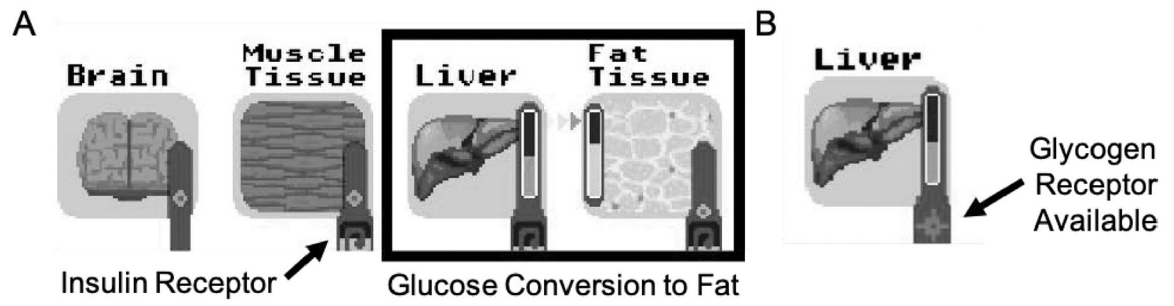 A
Brain
Muscle
Tissue
Liver
Fat
Tissue
Insulin Receptor
Glucose Conversion to Fat
B
Liver
Glycogen
Receptor
Available